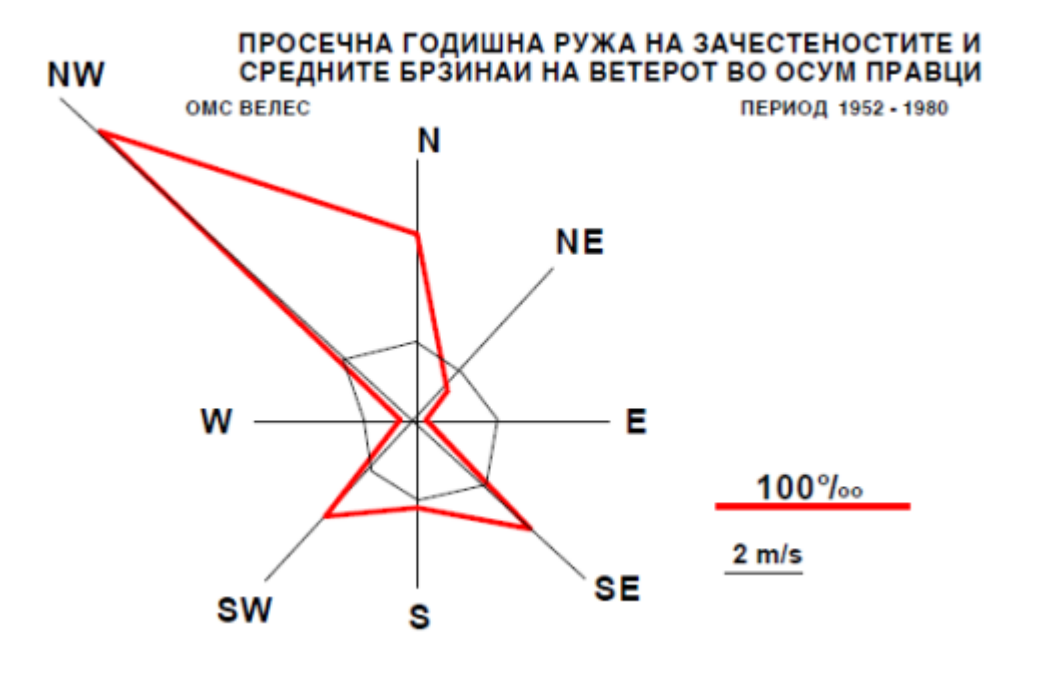 ПРОСЕЧНА ГОДИШНА РУЖА НА ЗАЧЕСТЕНОСТИТЕ И
СРЕДНИТЕ БРЗИНАИ НА ВЕТЕРОТ ВО ОСУМ ПРАВЦИ
ОМС ВЕЛЕС
ПЕРИОД 1952 - 1980
NW
N
NE
W
E
100‰
2 m/s
SW
S
SE